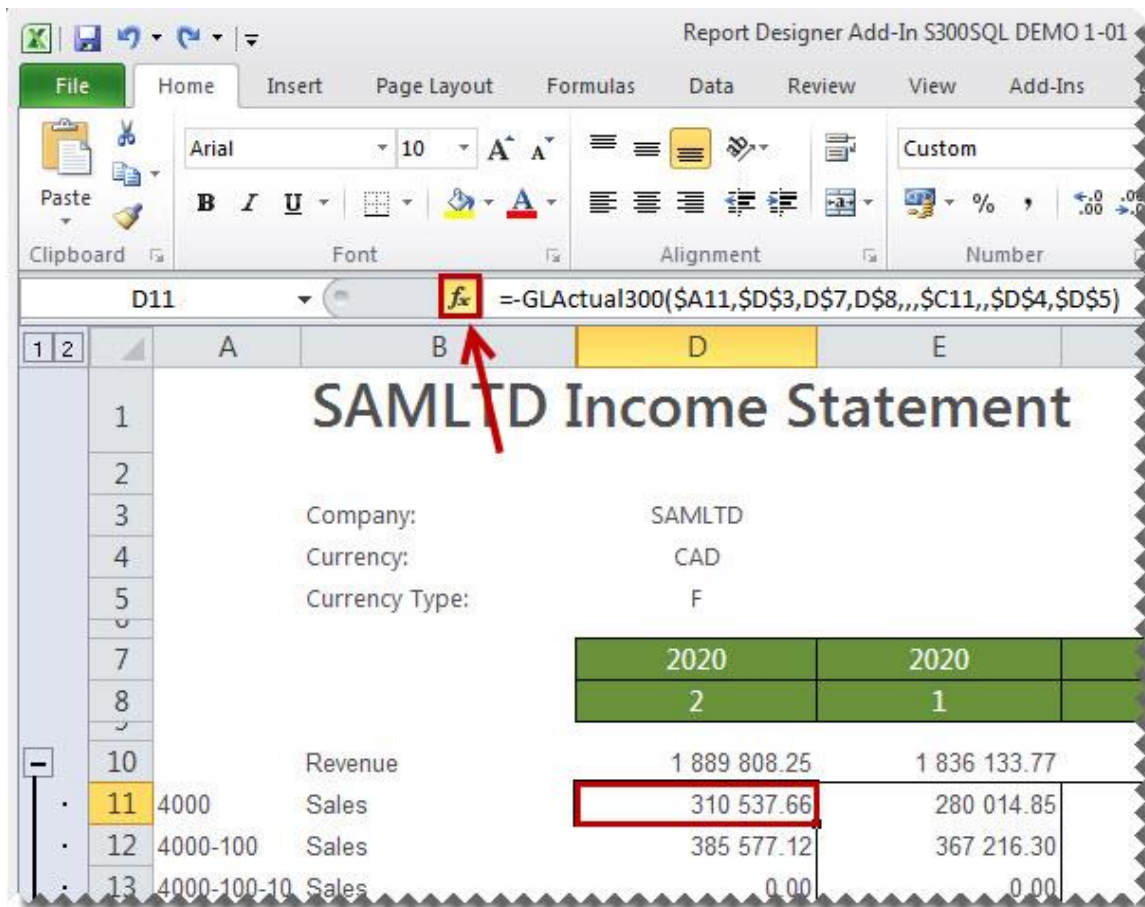 Report Designer Add-In S300SQL DEMO 1-01
File Home Insert Page Layout Formulas Data Review View Add-Ins
Arial 10 A A Custom
Paste B I U A a % , .0 .00 .00
Clipboard Font Alignment Number
D11 fx =-GLActual300($A11,$D$3,D$7,D$8,,,$C11,,$D$4,$D$5)
1 2 A B D E
1 SAMLTD Income Statement
2
3 Company: SAMLTD
4 Currency: CAD
5 Currency Type: F
7 2020 2020
8 2 1
10 Revenue 1 889 808.25 1 836 133.77
11 4000 Sales 310 537.66 280 014.85
12 4000-100 Sales 385 577.12 367 216.30
13 4000-100-10 Sales 0.00 0.00